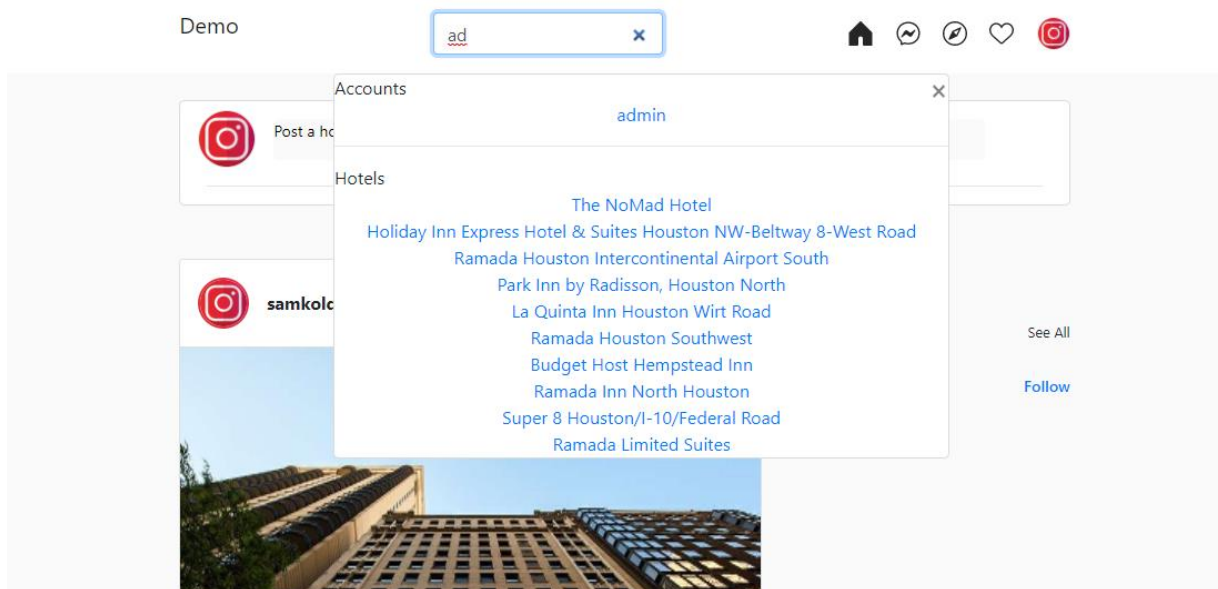 Demo
ad
Accounts
admin
Post a ho
Hotels
The NoMad Hotel
Holiday Inn Express Hotel & Suites Houston NW-Beltway 8-West Road
Ramada Houston Intercontinental Airport South
Park Inn by Radisson, Houston North
samkolo
La Quinta Inn Houston Wirt Road
Ramada Houston Southwest
See All
Budget Host Hempstead Inn
Ramada Inn North Houston
Follow
Super 8 Houston/I-10/Federal Road
Ramada Limited Suites